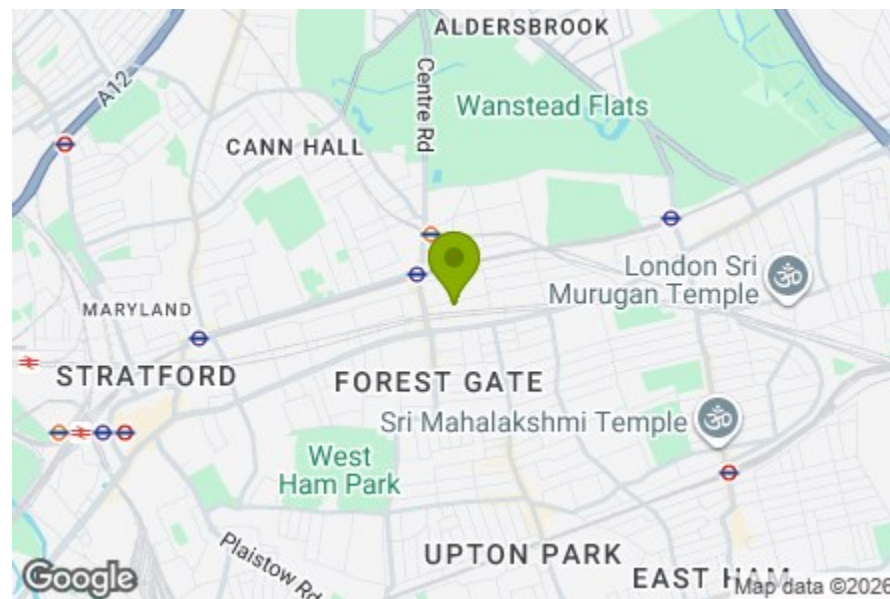 ALDERSBROOK
A12
Centre Rd
Wanstead Flats
CANN HALL
London Sri
Murugan Temple
MARYLAND
STRATFORD
FOREST GATE
Sri Mahalakshmi Temple
West
Ham Park
Plaistow Rd
UPTON PARK
EAST HAM
Google
Map data ©2026
ॐ
ॐ